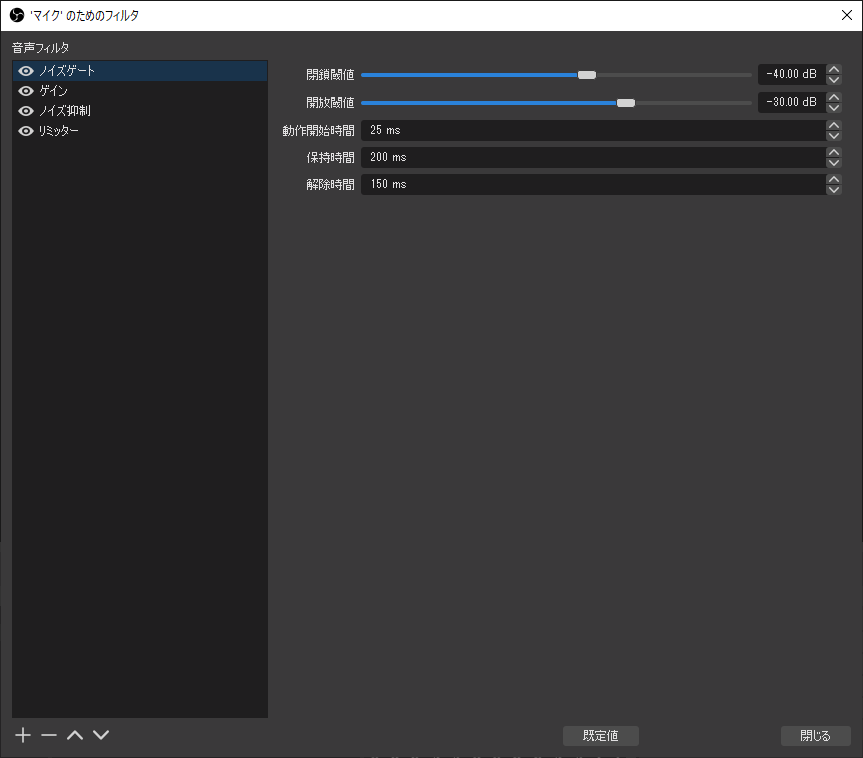 'マイク' のためのフィルタ
音声フィルタ
ノイズゲート
ゲイン
ノイズ抑制
リミッター
閉鎖閾値 -40.00 dB
開放閾値 -30.00 dB
動作開始時間 25 ms
保持時間 200 ms
解除時間 150 ms
既定値
閉じる